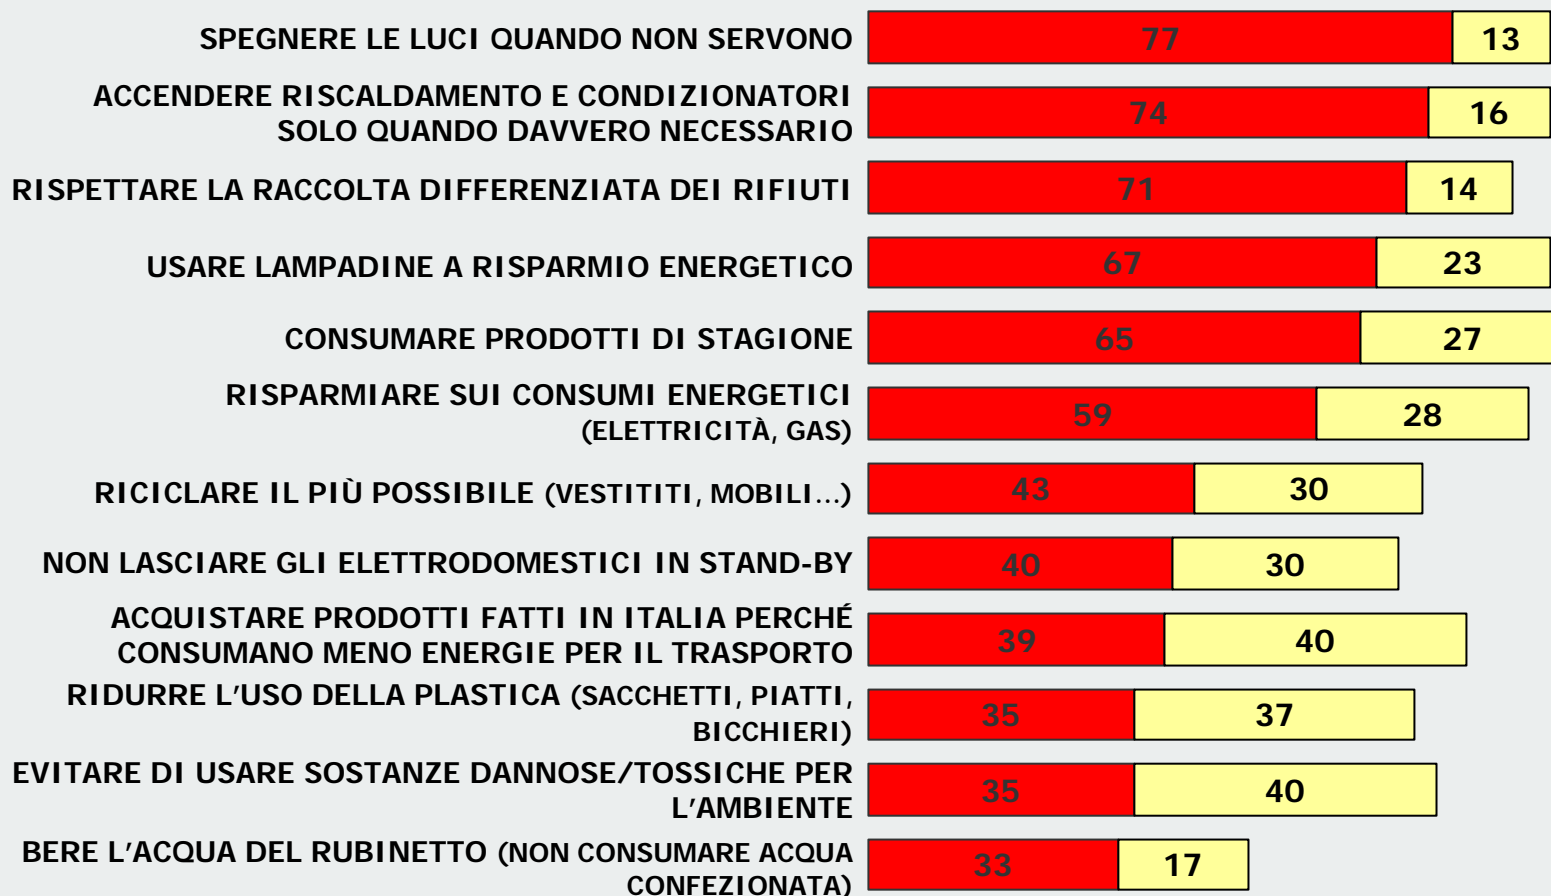 SPEGNERE LE LUCI QUANDO NON SERVONO 77 13
ACCENDERE RISCALDAMENTO E CONDIZIONATORI
SOLO QUANDO DAVVERO NECESSARIO 74 16
RISPETTARE LA RACCOLTA DIFFERENZIATA DEI RIFIUTI 71 14
USARE LAMPADINE A RISPARMIO ENERGETICO 67 23
CONSUMARE PRODOTTI DI STAGIONE 65 27
RISPARMIARE SUI CONSUMI ENERGETICI
(ELETTRICITÀ, GAS) 59 28
RICICLARE IL PIÙ POSSIBILE (VESTITITI, MOBILI...) 43 30
NON LASCIARE GLI ELETTRODOMESTICI IN STAND-BY 40 30
ACQUISTARE PRODOTTI FATTI IN ITALIA PERCHÉ
CONSUMANO MENO ENERGIE PER IL TRASPORTO 39 40
RIDURRE L'USO DELLA PLASTICA (SACCHETTI, PIATTI,
BICCHIERI) 35 37
EVITARE DI USARE SOSTANZE DANNOSE/TOSSICHE PER
L'AMBIENTE 35 40
BERE L'ACQUA DEL RUBINETTO (NON CONSUMARE ACQUA
CONFEZIONATA) 33 17